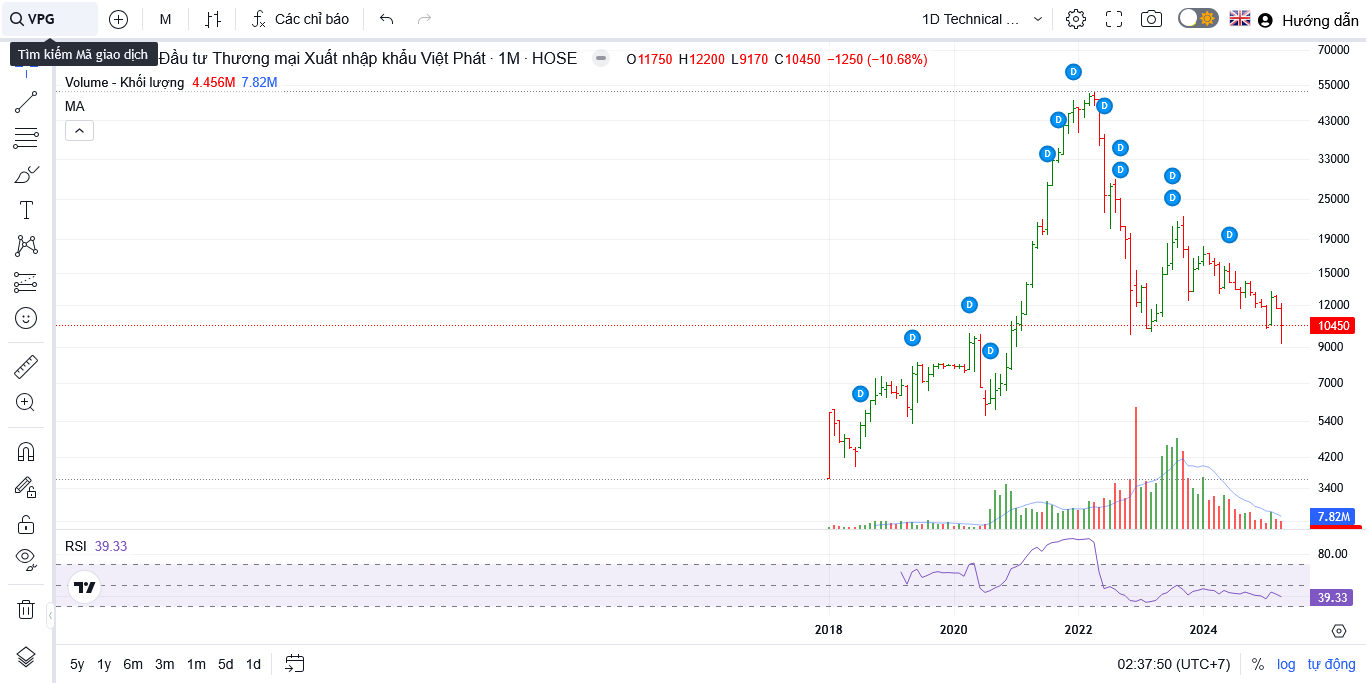 VPG M Các chỉ báo 1D Technical ... Hướng dẫn
Tìm kiếm Mã giao dịch
Đầu tư Thương mại Xuất nhập khẩu Việt Phát · 1M · HOSE O11750 H12200 L9170 C10450 −1250 (−10.68%)
Volume - Khối lượng 4.456M 7.82M
MA
70000
55000
43000
33000
25000
19000
15000
12000
10450
9000
7000
5400
4200
3400
7.82M
D
D
D
D
D
D
D
D
D
D
D
D
D
D
RSI 39.33
80.00
39.33
2018 2020 2022 2024
5y 1y 6m 3m 1m 5d 1d 02:37:50 (UTC+7) % log tự động